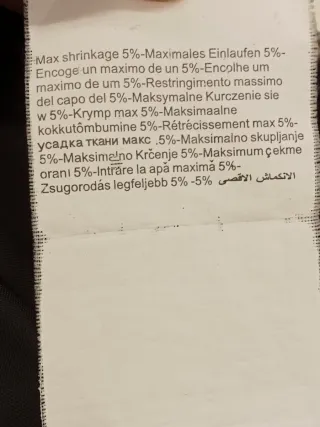 Max shrinkage 5%-Maximales Einlaufen 5%-
Encoge un maximo de un 5%-Encolhe um
maximo de um 5%-Restringimento massimo
del capo del 5%-Maksymalne Kurczenie sie
w 5%-Krymp max 5%-Maksimaalne
kokkutõmbumine 5%-Rétrécissement max 5%-
усадка ткани макс .5%-Maksimalno skupljanje
5%-Maksimalno Krčenje 5%-Maksimum çekme
orani 5%-Intrăre la apă maximă 5%-
Zsugorodás legfeljebb 5% -5% الانكماش الاقصى